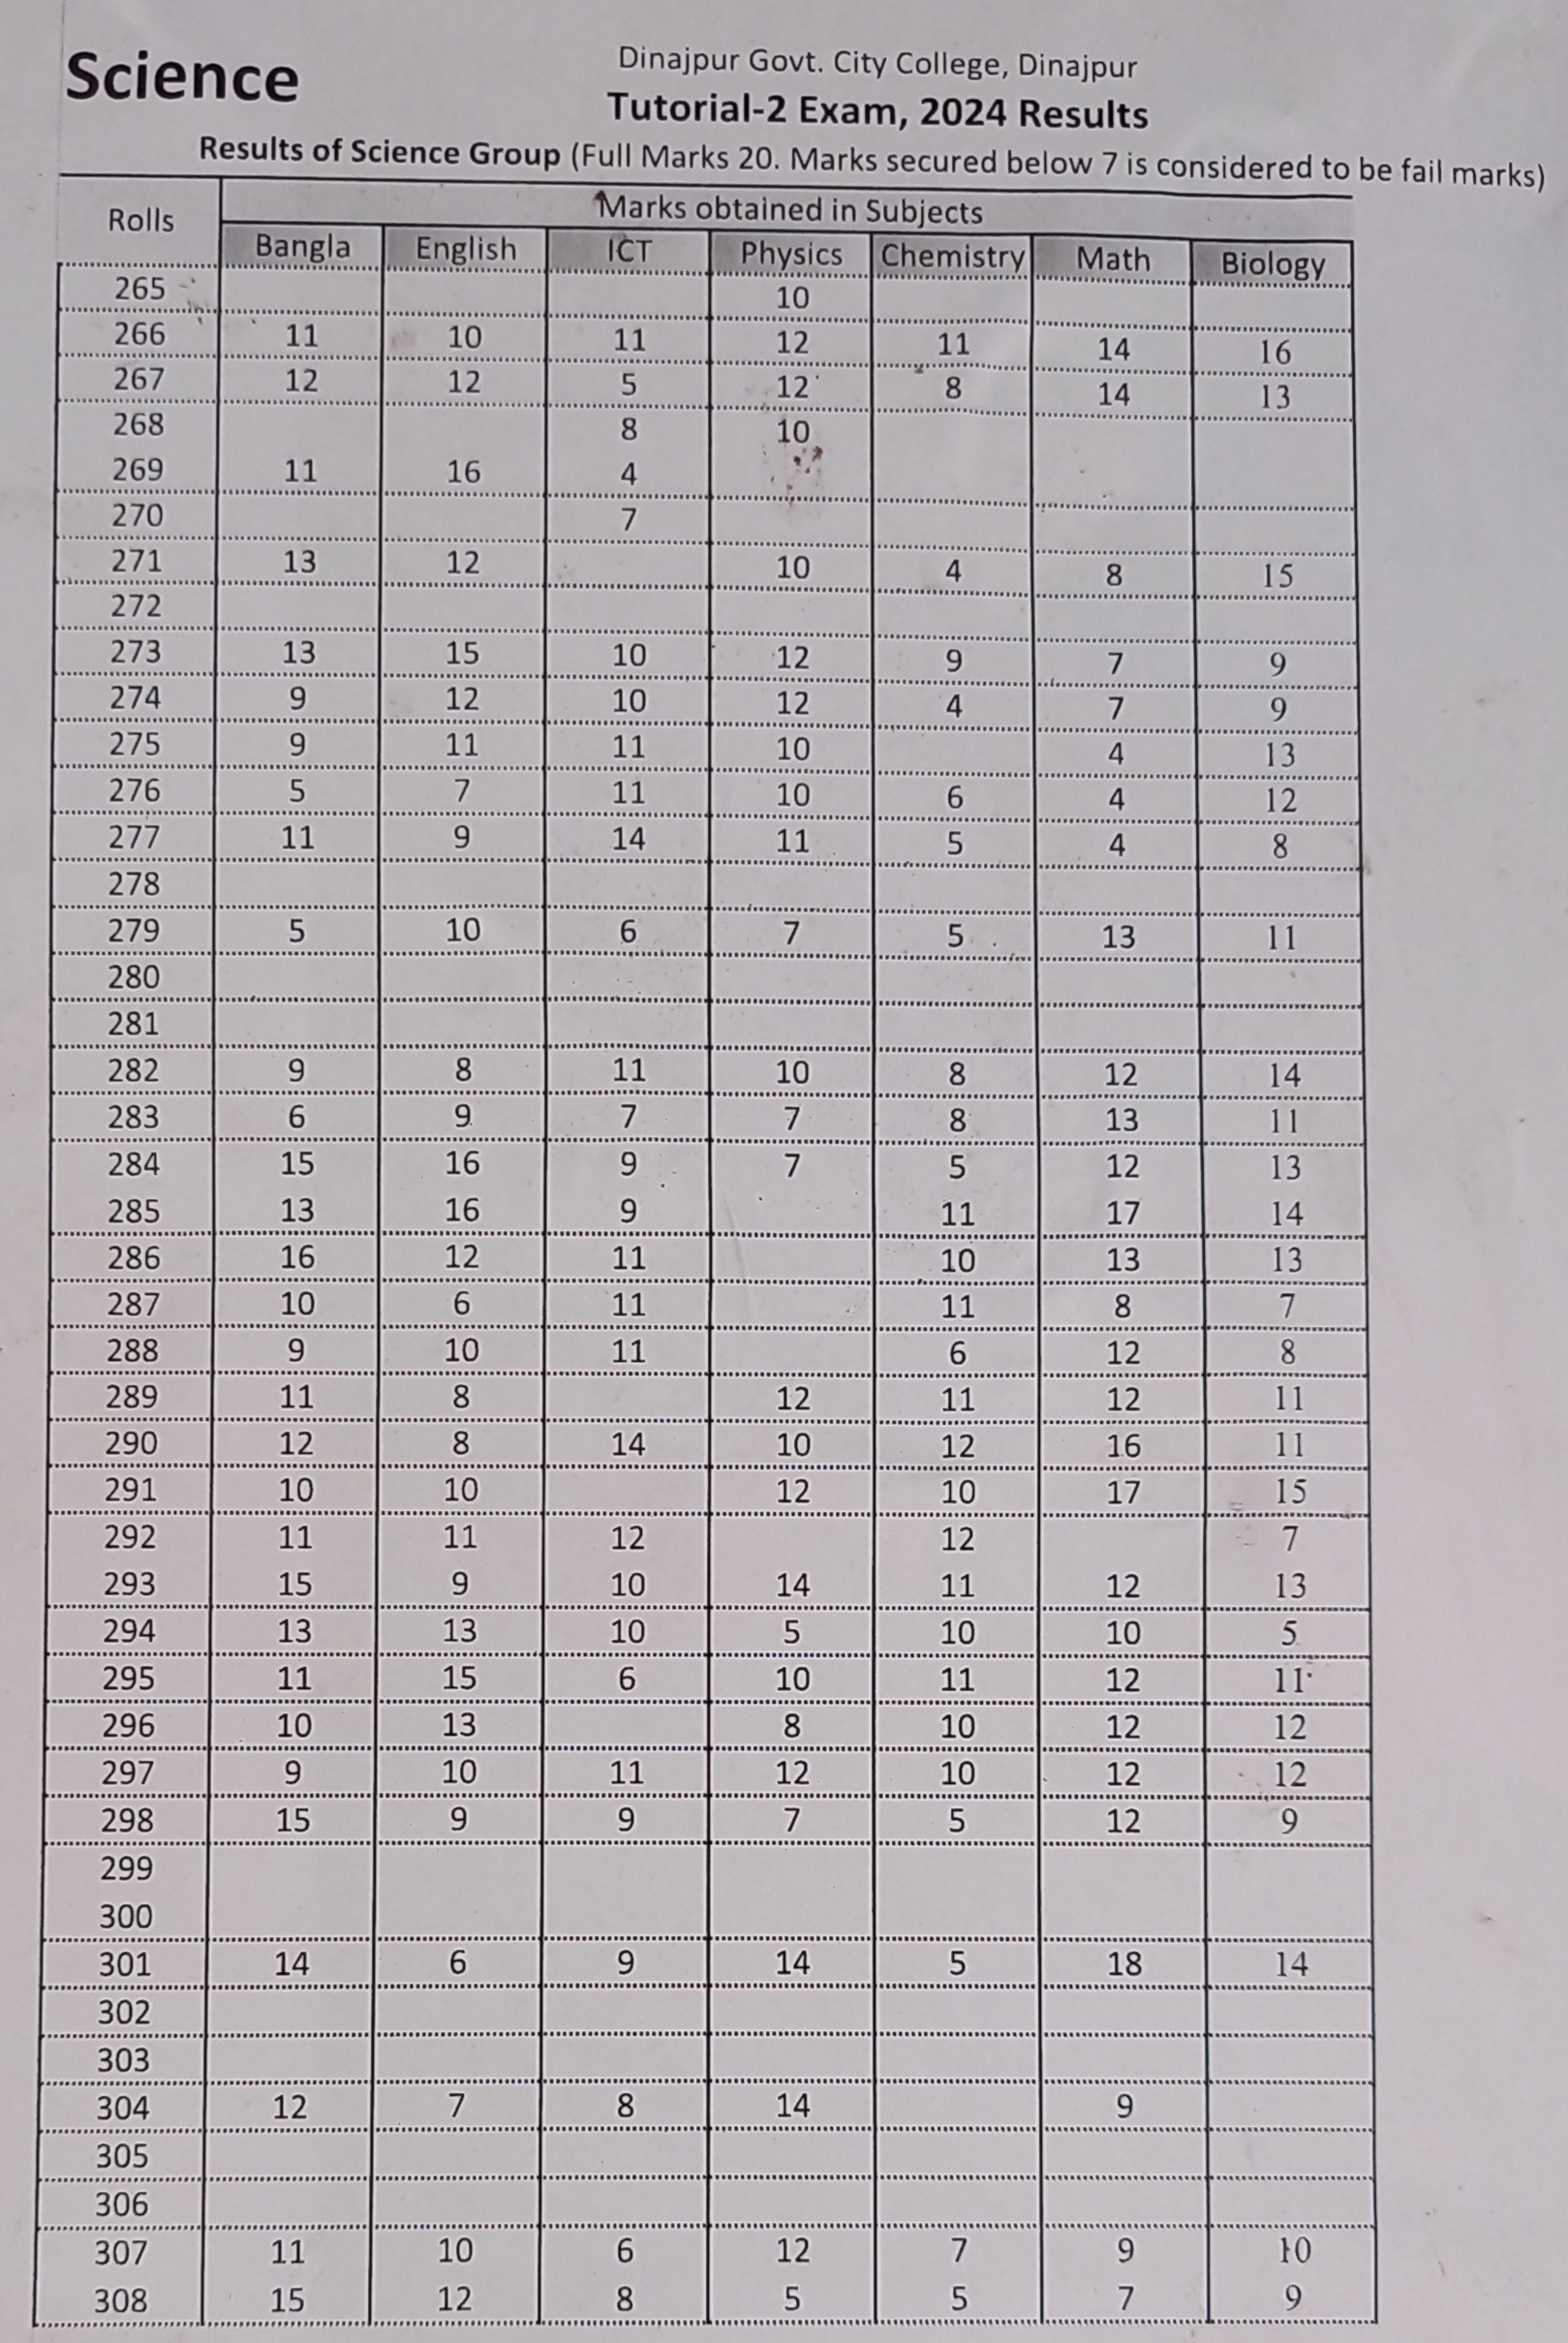 Science
Dinajpur Govt. City College, Dinajpur
Tutorial-2 Exam, 2024 Results
Results of Science Group (Full Marks 20. Marks secured below 7 is considered to be fail marks)
Rolls Marks obtained in Subjects
Bangla English ICT Physics Chemistry Math Biology
265 10
266 11 10 11 12 11 14 16
267 12 12 5 12 8 14 13
268 8 10
269 11 16 4
270 7
271 13 12 10 4 8 15
272
273 13 15 10 12 9 7 9
274 9 12 10 12 4 7 9
275 9 11 11 10 4 13
276 5 7 11 10 6 4 12
277 11 9 14 11 5 4 8
278
279 5 10 6 7 5 13 11
280
281
282 9 8 11 10 8 12 14
283 6 9 7 7 8 13 11
284 15 16 9 7 5 12 13
285 13 16 9 11 17 14
286 16 12 11 10 13 13
287 10 6 11 11 8 7
288 9 10 11 6 12 8
289 11 8 12 11 12 11
290 12 8 14 10 12 16 11
291 10 10 12 10 17 15
292 11 11 12 12 7
293 15 9 10 14 11 12 13
294 13 13 10 5 10 10 5
295 11 15 6 10 11 12 11
296 10 13 8 10 12 12
297 9 10 11 12 10 12 12
298 15 9 9 7 5 12 9
299
300
301 14 6 9 14 5 18 14
302
303
304 12 7 8 14 9
305
306
307 11 10 6 12 7 9 10
308 15 12 8 5 5 7 9